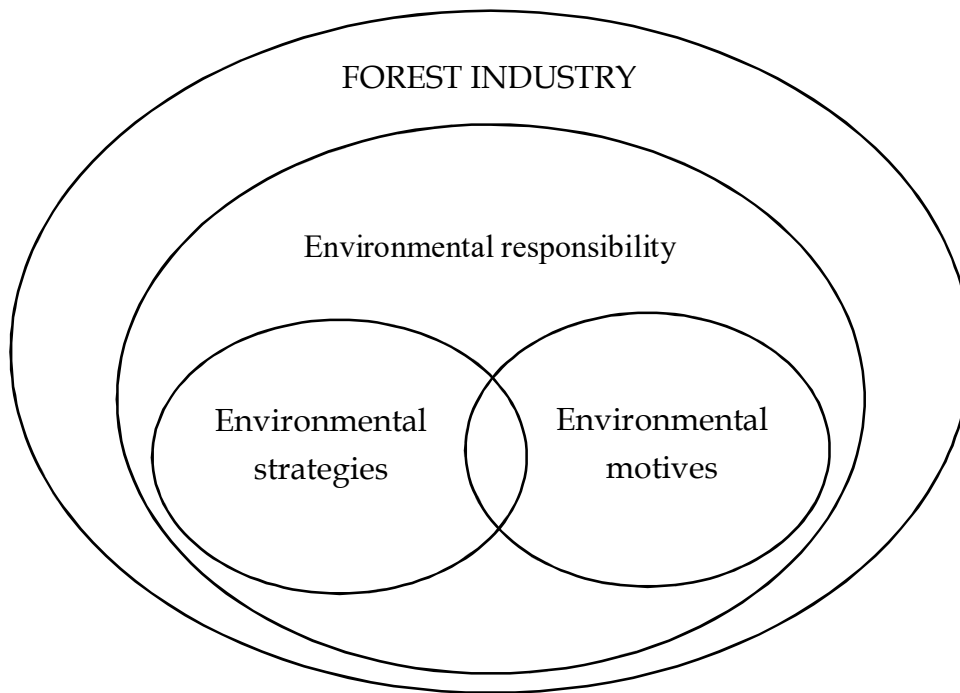 FOREST INDUSTRY
Environmental responsibility
Environmental
strategies
Environmental
motives